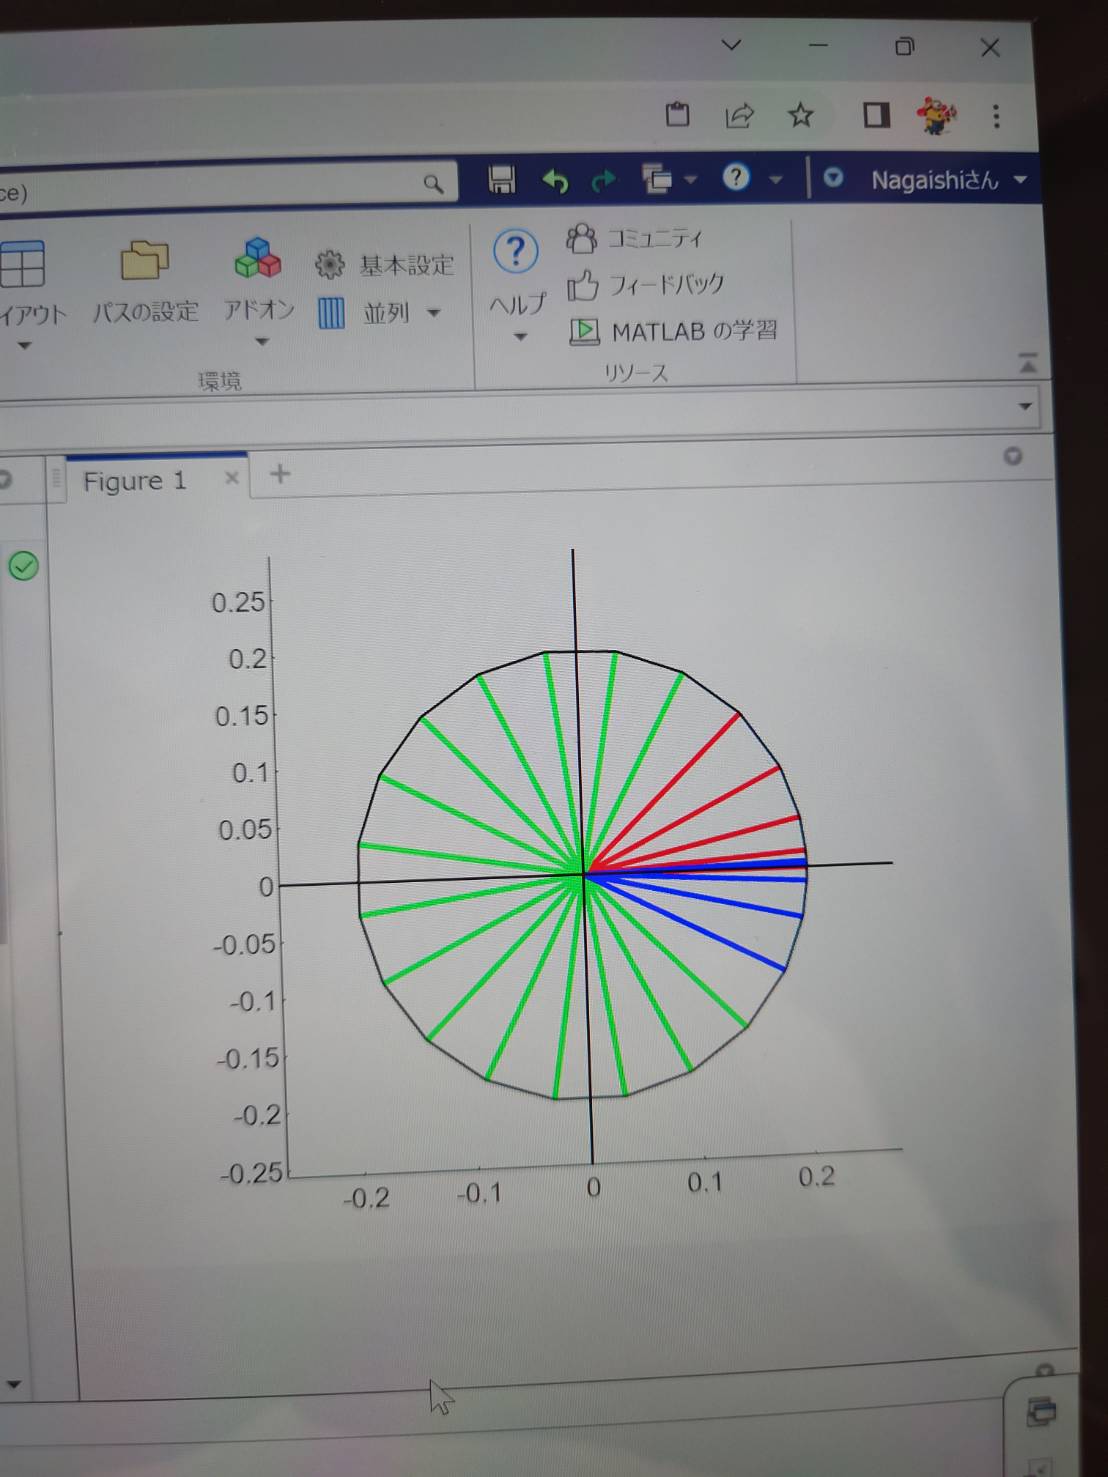 ce)
Nagaishiさん
イアウト
パスの設定
アドオン
基本設定
並列
環境
ヘルプ
コミュニティ
フィードバック
MATLAB の学習
リソース
Figure 1
0.25
0.2
0.15
0.1
0.05
0
-0.05
-0.1
-0.15
-0.2
-0.25
-0.2
-0.1
0
0.1
0.2